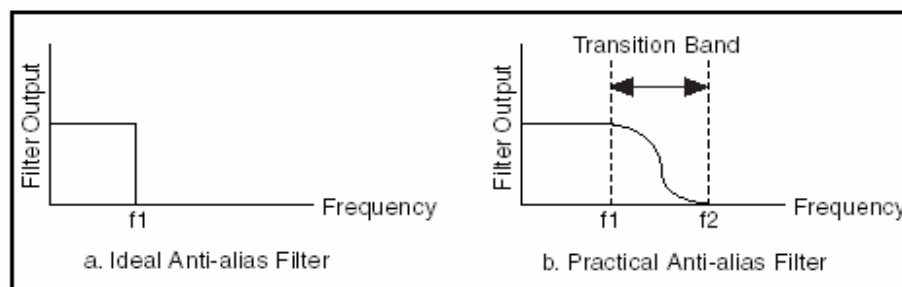 Filter Output
f1
Frequency
a. Ideal Anti-alias Filter
Transition Band
Filter Output
f1
f2
Frequency
b. Practical Anti-alias Filter